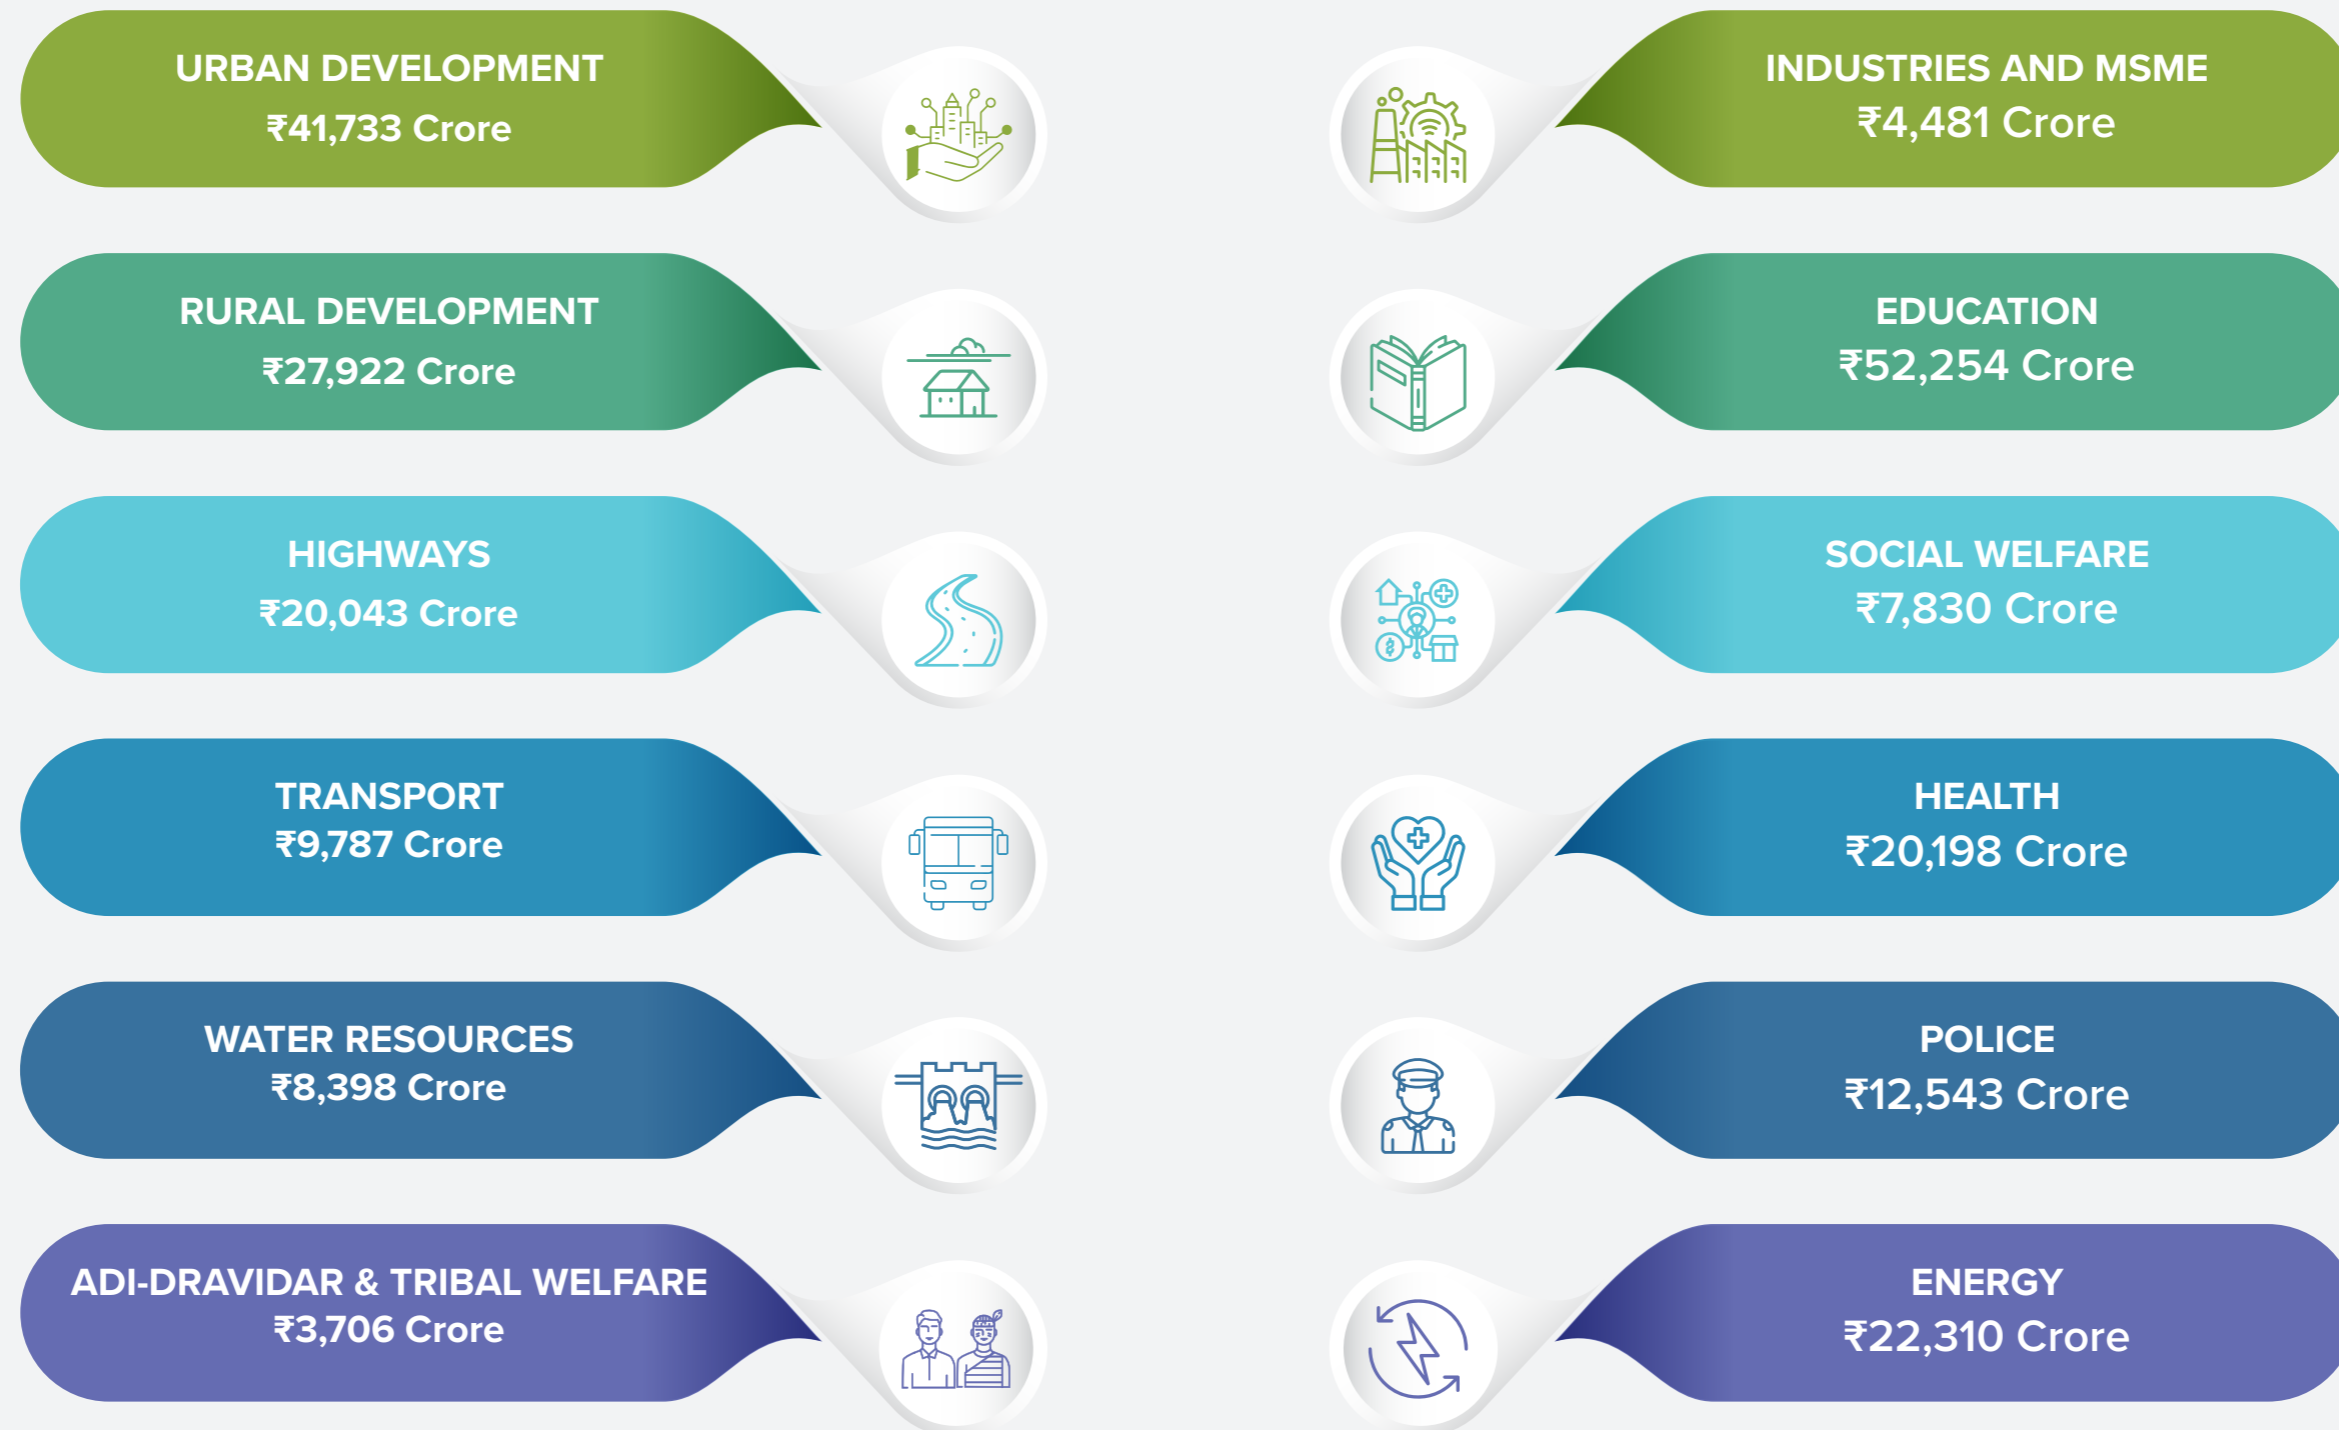 URBAN DEVELOPMENT
₹41,733 Crore
INDUSTRIES AND MSME
₹4,481 Crore
RURAL DEVELOPMENT
₹27,922 Crore
EDUCATION
₹52,254 Crore
HIGHWAYS
₹20,043 Crore
SOCIAL WELFARE
₹7,830 Crore
TRANSPORT
₹9,787 Crore
HEALTH
₹20,198 Crore
WATER RESOURCES
₹8,398 Crore
POLICE
₹12,543 Crore
ADI-DRAVIDAR & TRIBAL WELFARE
₹3,706 Crore
ENERGY
₹22,310 Crore